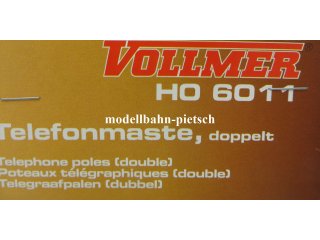 VOLLMER®
HO 6011
modellbahn-pietsch
Telefonmaste, doppelt
Telephone poles (double)
Poteaux télégraphiques (double)
Telegraafpalen (dubbel)